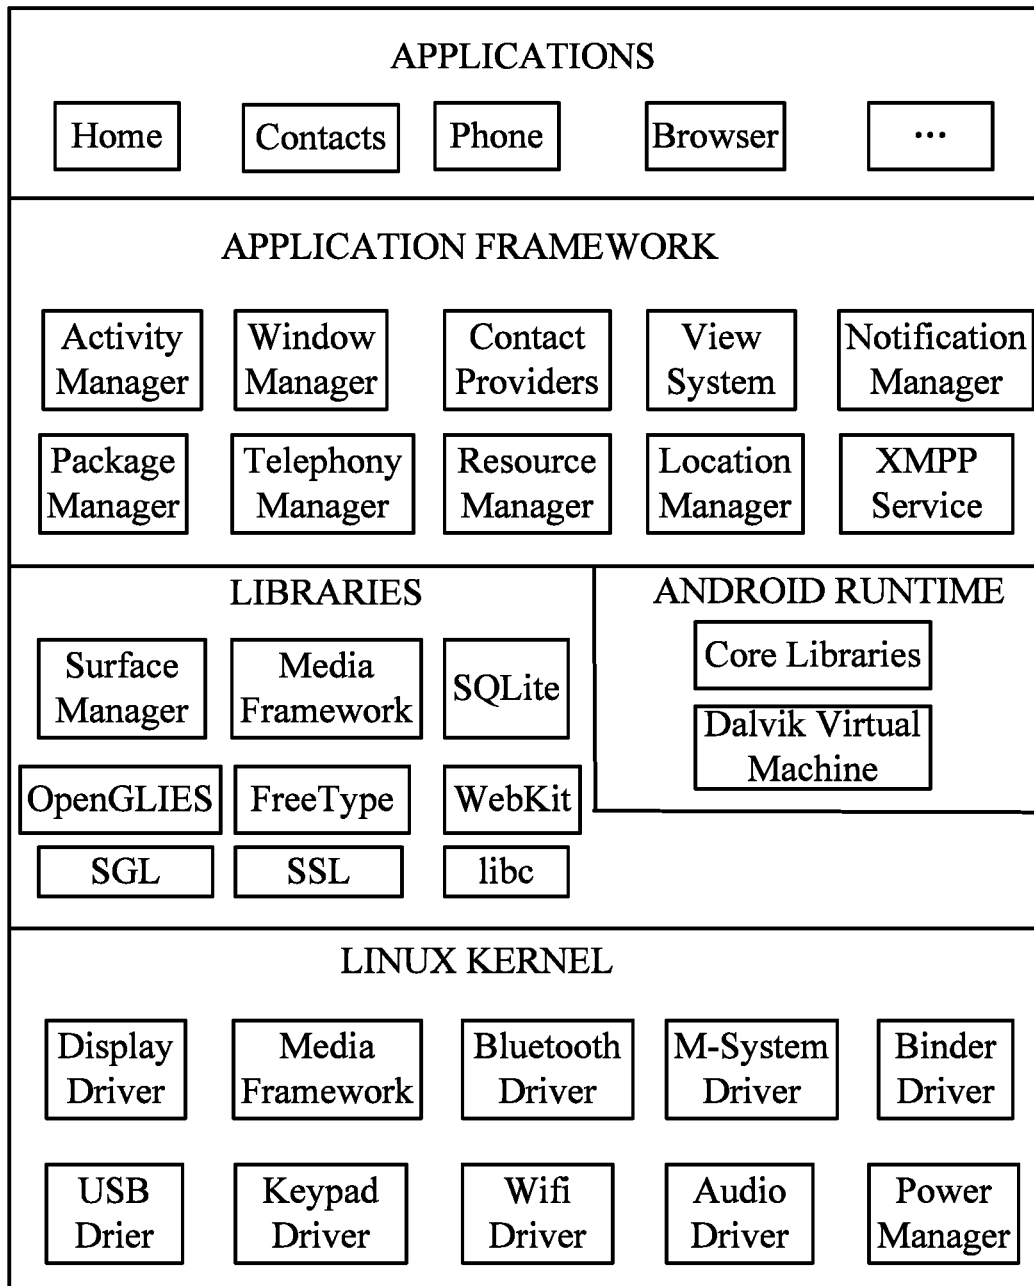 APPLICATIONS
Home
Contacts
Phone
Browser
...
APPLICATION FRAMEWORK
Activity
Manager
Window
Manager
Contact
Providers
View
System
Notification
Manager
Package
Manager
Telephony
Manager
Resource
Manager
Location
Manager
XMPP
Service
LIBRARIES
Surface
Manager
Media
Framework
SQLite
OpenGLIES
FreeType
WebKit
SGL
SSL
libc
ANDROID RUNTIME
Core Libraries
Dalvik Virtual
Machine
LINUX KERNEL
Display
Driver
Media
Framework
Bluetooth
Driver
M-System
Driver
Binder
Driver
USB
Drier
Keypad
Driver
Wifi
Driver
Audio
Driver
Power
Manager